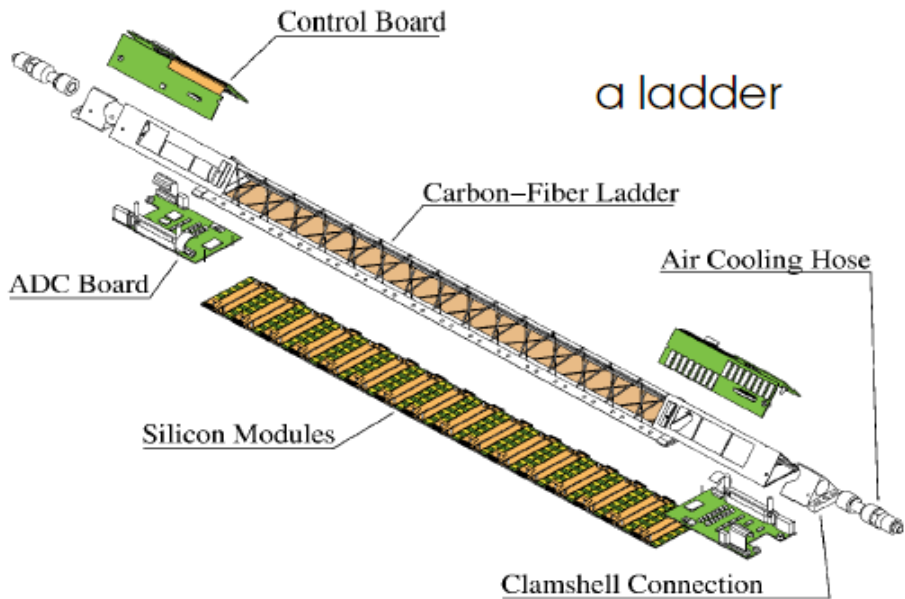 Control Board
a ladder
Carbon-Fiber Ladder
Air Cooling Hose
ADC Board
Silicon Modules
Clamshell Connection